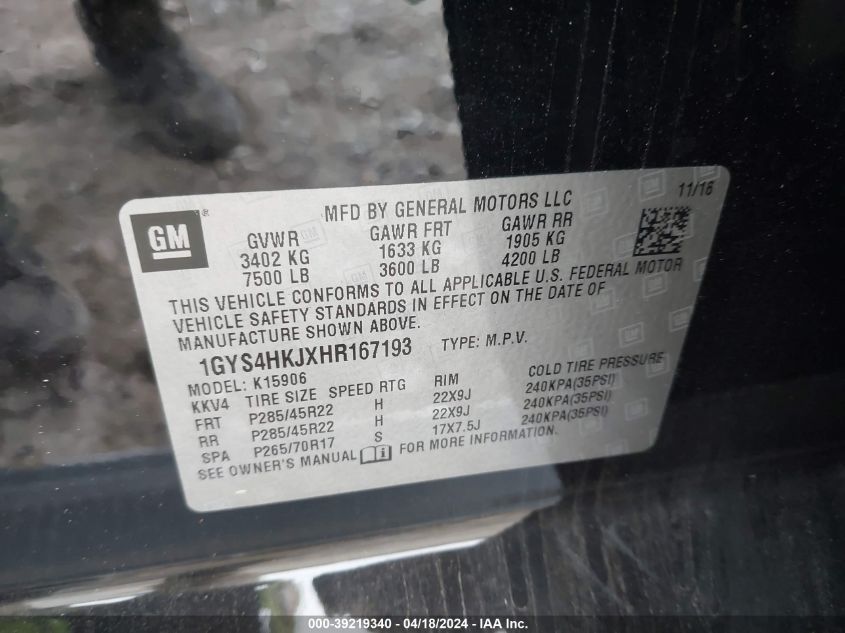 MFD BY GENERAL MOTORS LLC 11/16
GM ®
GVWR GAWR FRT GAWR RR
3402 KG 1633 KG 1905 KG
7500 LB 3600 LB 4200 LB
THIS VEHICLE CONFORMS TO ALL APPLICABLE U.S. FEDERAL MOTOR
VEHICLE SAFETY STANDARDS IN EFFECT ON THE DATE OF
MANUFACTURE SHOWN ABOVE.
1GYS4HKJXHR167193 TYPE: M.P.V.
MODEL: K15906
KKV4 TIRE SIZE SPEED RTG RIM COLD TIRE PRESSURE
FRT P285/45R22 H 22X9J 240KPA(35PSI)
RR P285/45R22 H 22X9J 240KPA(35PSI)
SPA P265/70R17 S 17X7.5J 240KPA(35PSI)
SEE OWNER'S MANUAL FOR MORE INFORMATION.
000-39219340 - 04/18/2024 - IAA Inc.